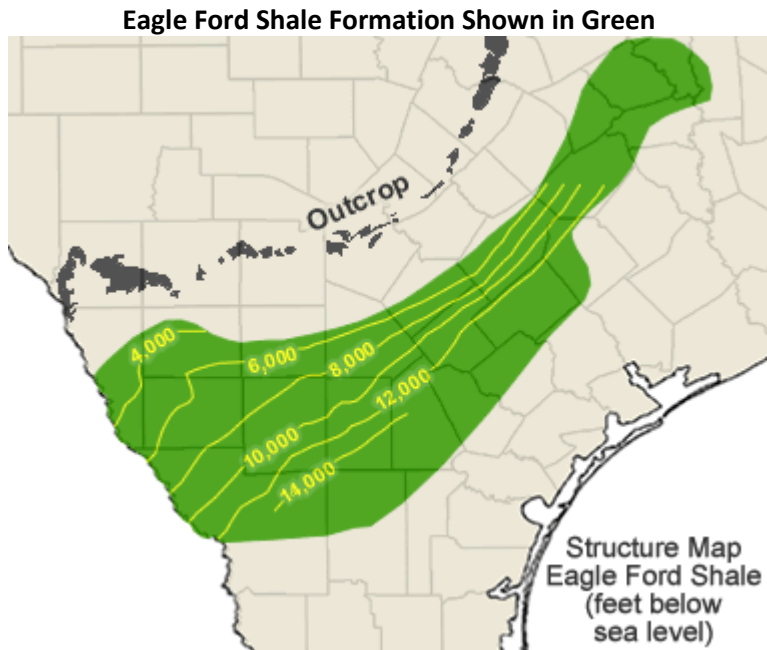 Eagle Ford Shale Formation Shown in Green
Outcrop
4,000
6,000
8,000
10,000
12,000
14,000
Structure Map
Eagle Ford Shale
(feet below
sea level)